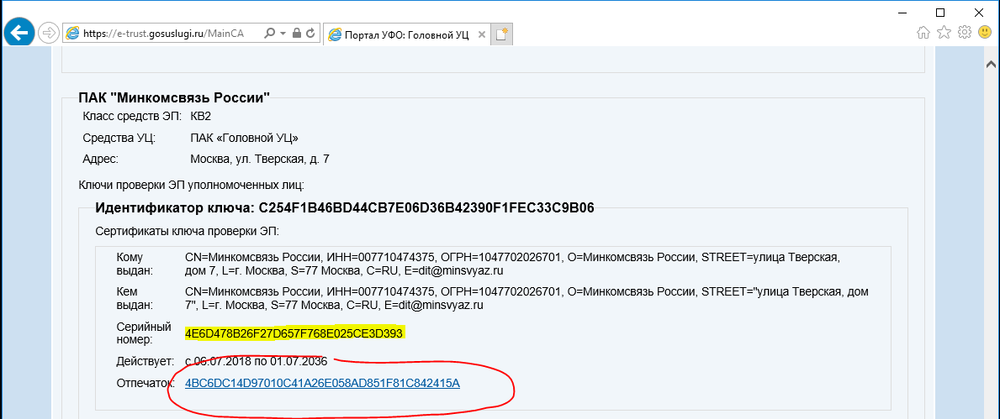 https://e-trust.gosuslugi.ru/MainCA
Портал УФО: Головной УЦ
ПАК "Минкомсвязь России"
Класс средств ЭП: КВ2
Средства УЦ: ПАК «Головной УЦ»
Адрес: Москва, ул. Тверская, д. 7
Ключи проверки ЭП уполномоченных лиц:
Идентификатор ключа: C254F1B46BD44CB7E06D36B42390F1FEC33C9B06
Сертификаты ключа проверки ЭП:
Кому выдан: CN=Минкомсвязь России, ИНН=007710474375, ОГРН=1047702026701, O=Минкомсвязь России, STREET=улица Тверская,
дом 7, L=г. Москва, S=77 Москва, C=RU, E=dit@minsvyaz.ru
Кем выдан: CN=Минкомсвязь России, ИНН=007710474375, ОГРН=1047702026701, O=Минкомсвязь России, STREET="улица Тверская, дом
7", L=г. Москва, S=77 Москва, C=RU, E=dit@minsvyaz.ru
Серийный номер: 4E6D478B26F27D657F768E025CE3D393
Действует: с 06.07.2018 по 01.07.2036
Отпечаток: 4BC6DC14D97010C41A26E058AD851F81C842415A